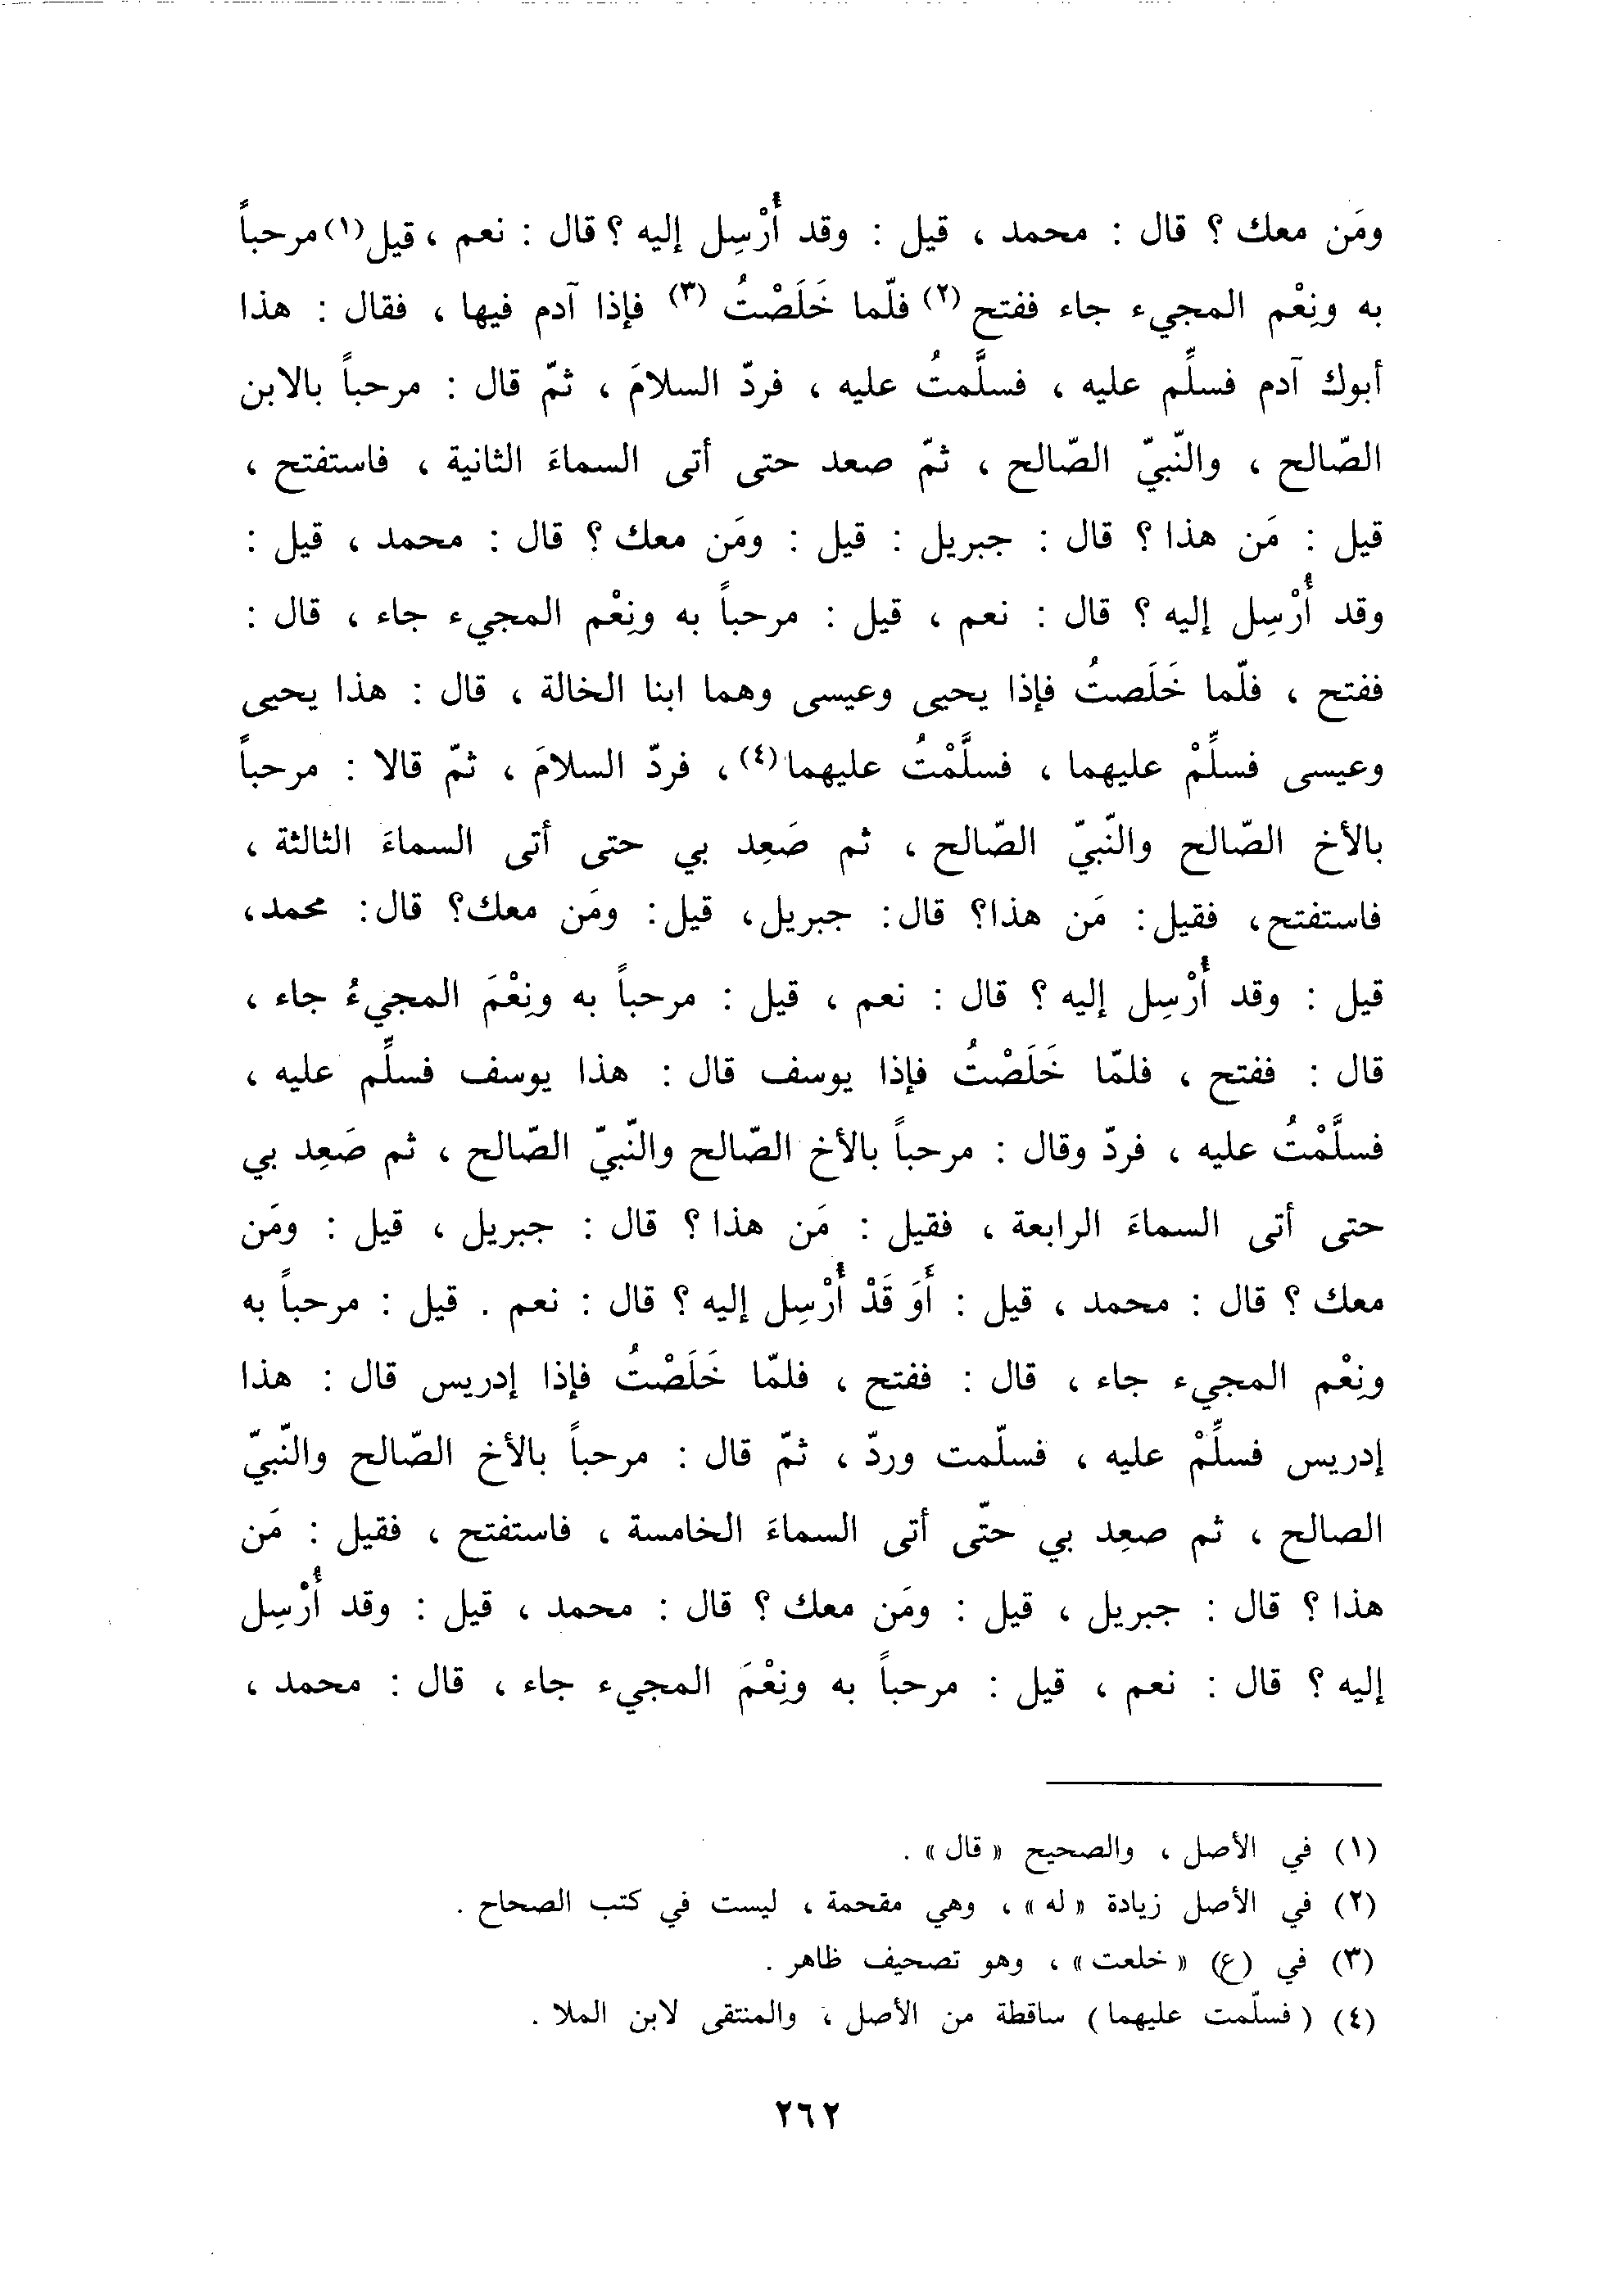 ومَن معك ؟ قال : محمد ، قيل : وقد أُرْسِل إليه ؟ قال : نعم ، قيل (١) مرحباً
به ونِعْم المجيء جاء ففتح (٢) فلّما خَلَصْتُ (٣) فإذا آدم فيها ، فقال : هذا
أبوك آدم فسلِّم عليه ، فسلَّمتُ عليه ، فردّ السلامَ ، ثمّ قال : مرحباً بالابن
الصّالح ، والنّبيّ الصّالح ، ثمّ صعد حتى أتى السماءَ الثانية ، فاستفتح ،
قيل : مَن هذا ؟ قال : جبريل : قيل : ومَن معك ؟ قال : محمد ، قيل :
وقد أُرْسِل إليه ؟ قال : نعم ، قيل : مرحباً به ونِعْم المجيء جاء ، قال :
ففتح ، فلّما خَلَصتُ فإذا يحيى وعيسى وهما ابنا الخالة ، قال : هذا يحيى
وعيسى فسلِّمْ عليهما ، فسلَّمْتُ عليهما (٤) ، فردّ السلامَ ، ثمّ قالا : مرحباً
بالأخ الصّالح والنّبيّ الصّالح ، ثم صَعِد بي حتى أتى السماءَ الثالثة ،
فاستفتح، فقيل: مَن هذا؟ قال: جبريل، قيل: ومَن معك؟ قال: محمد،
قيل : وقد أُرْسِل إليه ؟ قال : نعم ، قيل : مرحباً به ونِعْمَ المجيءُ جاء ،
قال : ففتح ، فلمّا خَلَصْتُ فإذا يوسف قال : هذا يوسف فسلِّم عليه ،
فسلَّمْتُ عليه ، فردّ وقال : مرحباً بالأخ الصّالح والنّبيّ الصّالح ، ثم صَعِد بي
حتى أتى السماءَ الرابعة ، فقيل : مَن هذا ؟ قال : جبريل ، قيل : ومَن
معك ؟ قال : محمد ، قيل : أَوَ قَدْ أُرْسِل إليه ؟ قال : نعم . قيل : مرحباً به
ونِعْم المجيء جاء ، قال : ففتح ، فلمّا خَلَصْتُ فإذا إدريس قال : هذا
إدريس فسلِّمْ عليه ، فسلّمت وردّ ، ثمّ قال : مرحباً بالأخ الصّالح والنّبيّ
الصالح ، ثم صعِد بي حتّى أتى السماءَ الخامسة ، فاستفتح ، فقيل : مَن
هذا ؟ قال : جبريل ، قيل : ومَن معك ؟ قال : محمد ، قيل : وقد أُرْسِل
إليه ؟ قال : نعم ، قيل : مرحباً به ونِعْمَ المجيء جاء ، قال : محمد ،
(١) في الأصل ، والصحيح « قال » .
(٢) في الأصل زيادة « له » ، وهي مقحمة ، ليست في كتب الصحاح .
(٣) في (ع) « خلعت » ، وهو تصحيف ظاهر .
(٤) ( فسلّمت عليهما ) ساقطة من الأصل ، والمنتقى لابن الملا .
٢٦٢